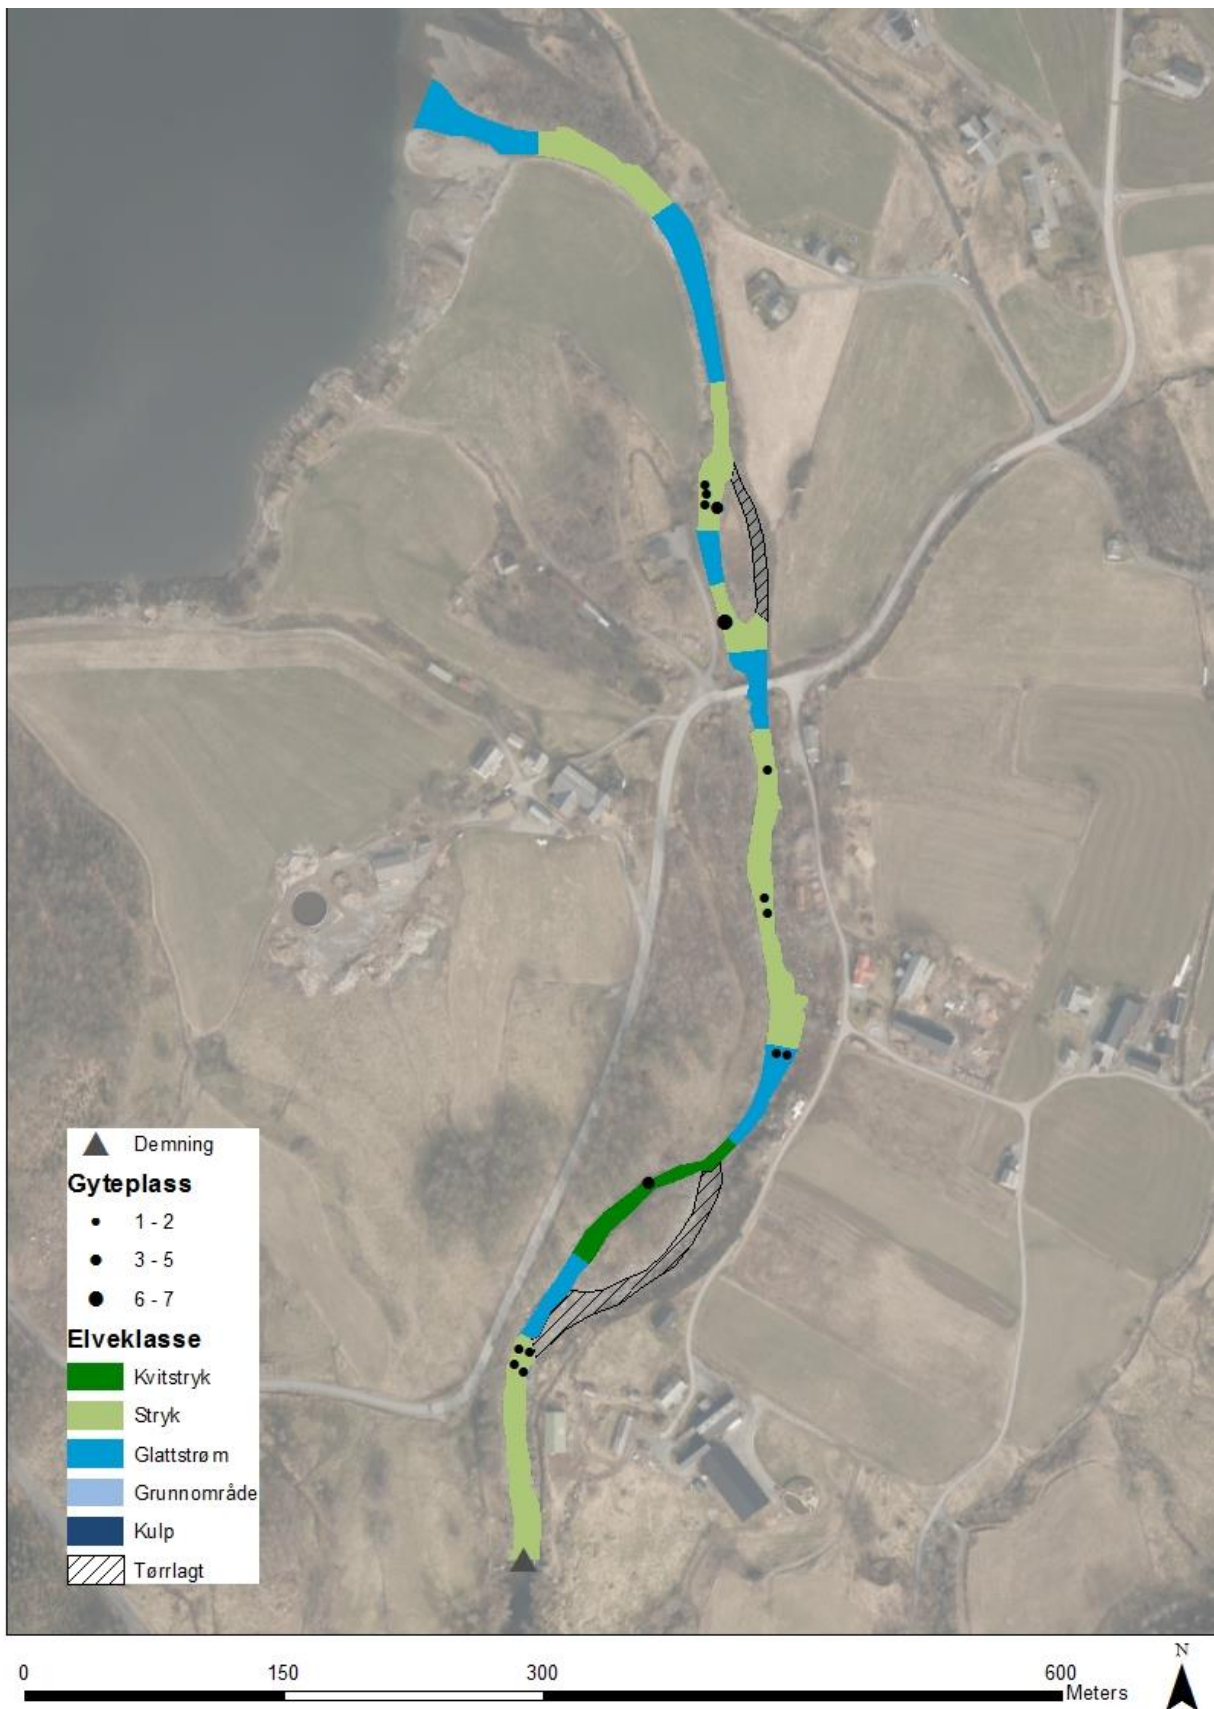 Demning
Gyteplass
1 - 2
3 - 5
6 - 7
Elveklasse
Kvitstryk
Stryk
Glattstrøm
Grunnområde
Kulp
Tørrlagt
0 150 300 600
Meters
N